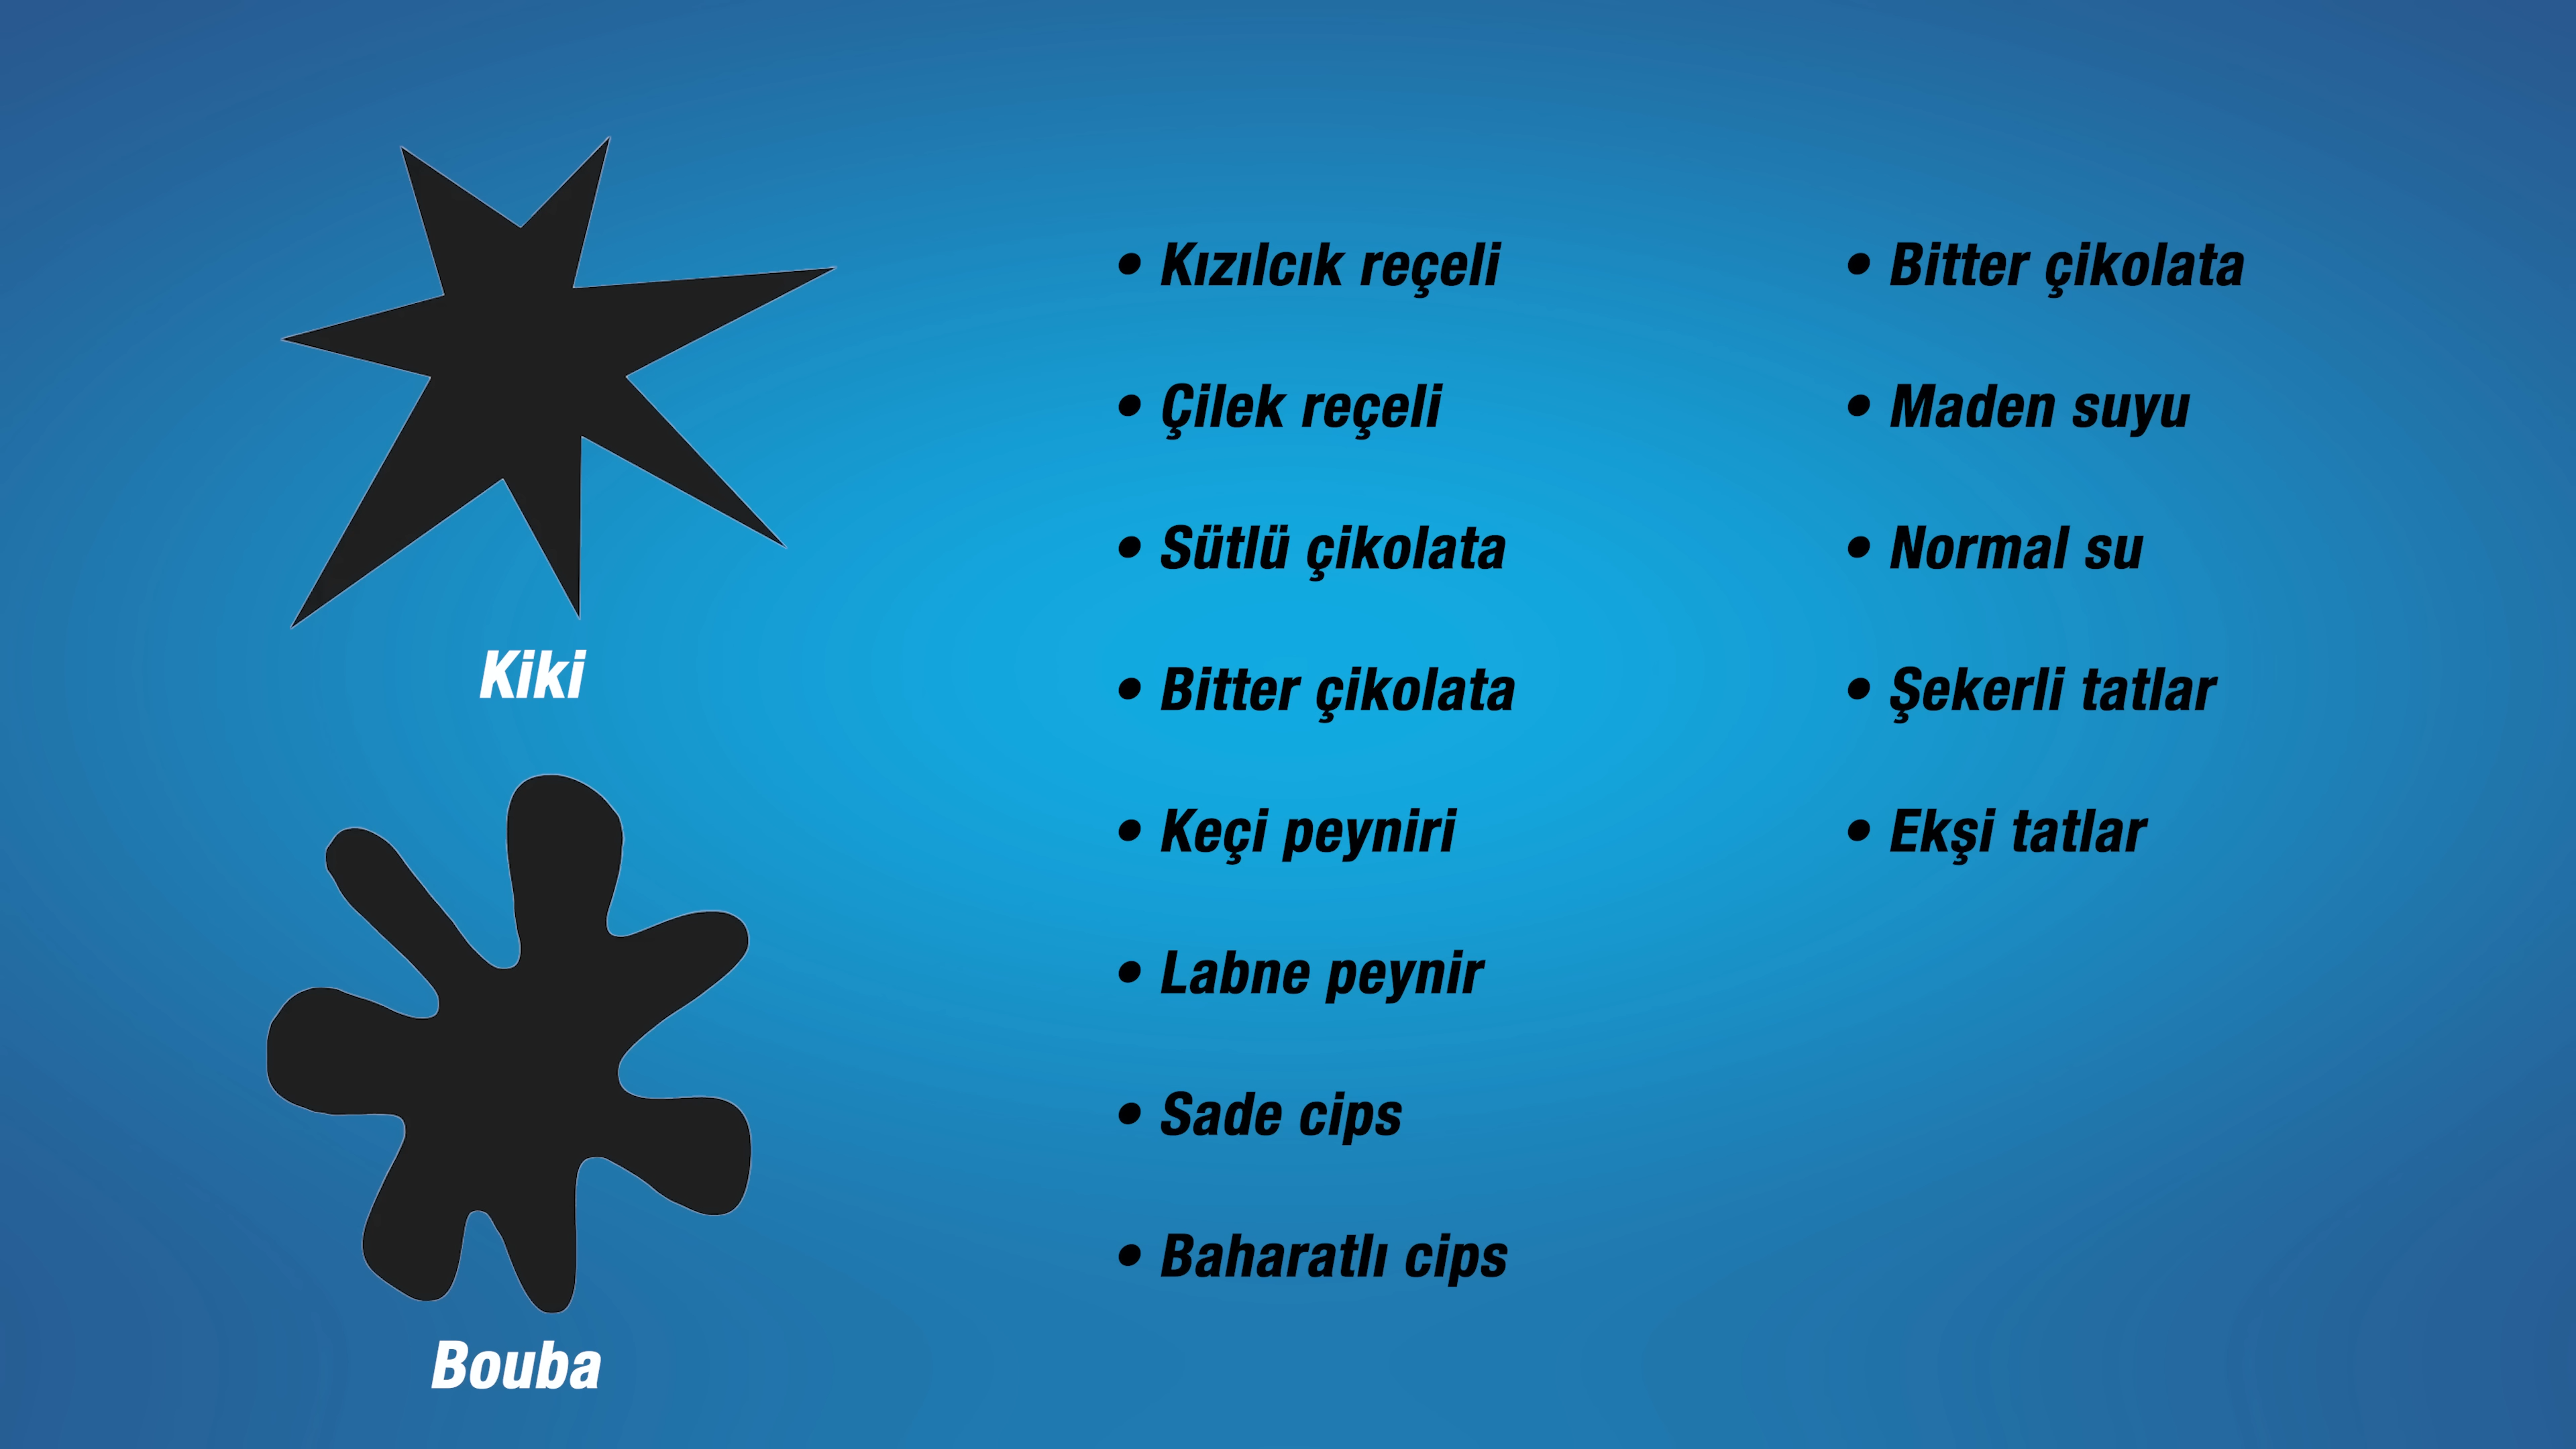 Kiki
Bouba
• Kızılcık reçeli
• Çilek reçeli
• Sütlü çikolata
• Bitter çikolata
• Keçi peyniri
• Labne peynir
• Sade cips
• Baharatlı cips
• Bitter çikolata
• Maden suyu
• Normal su
• Şekerli tatlar
• Ekşi tatlar